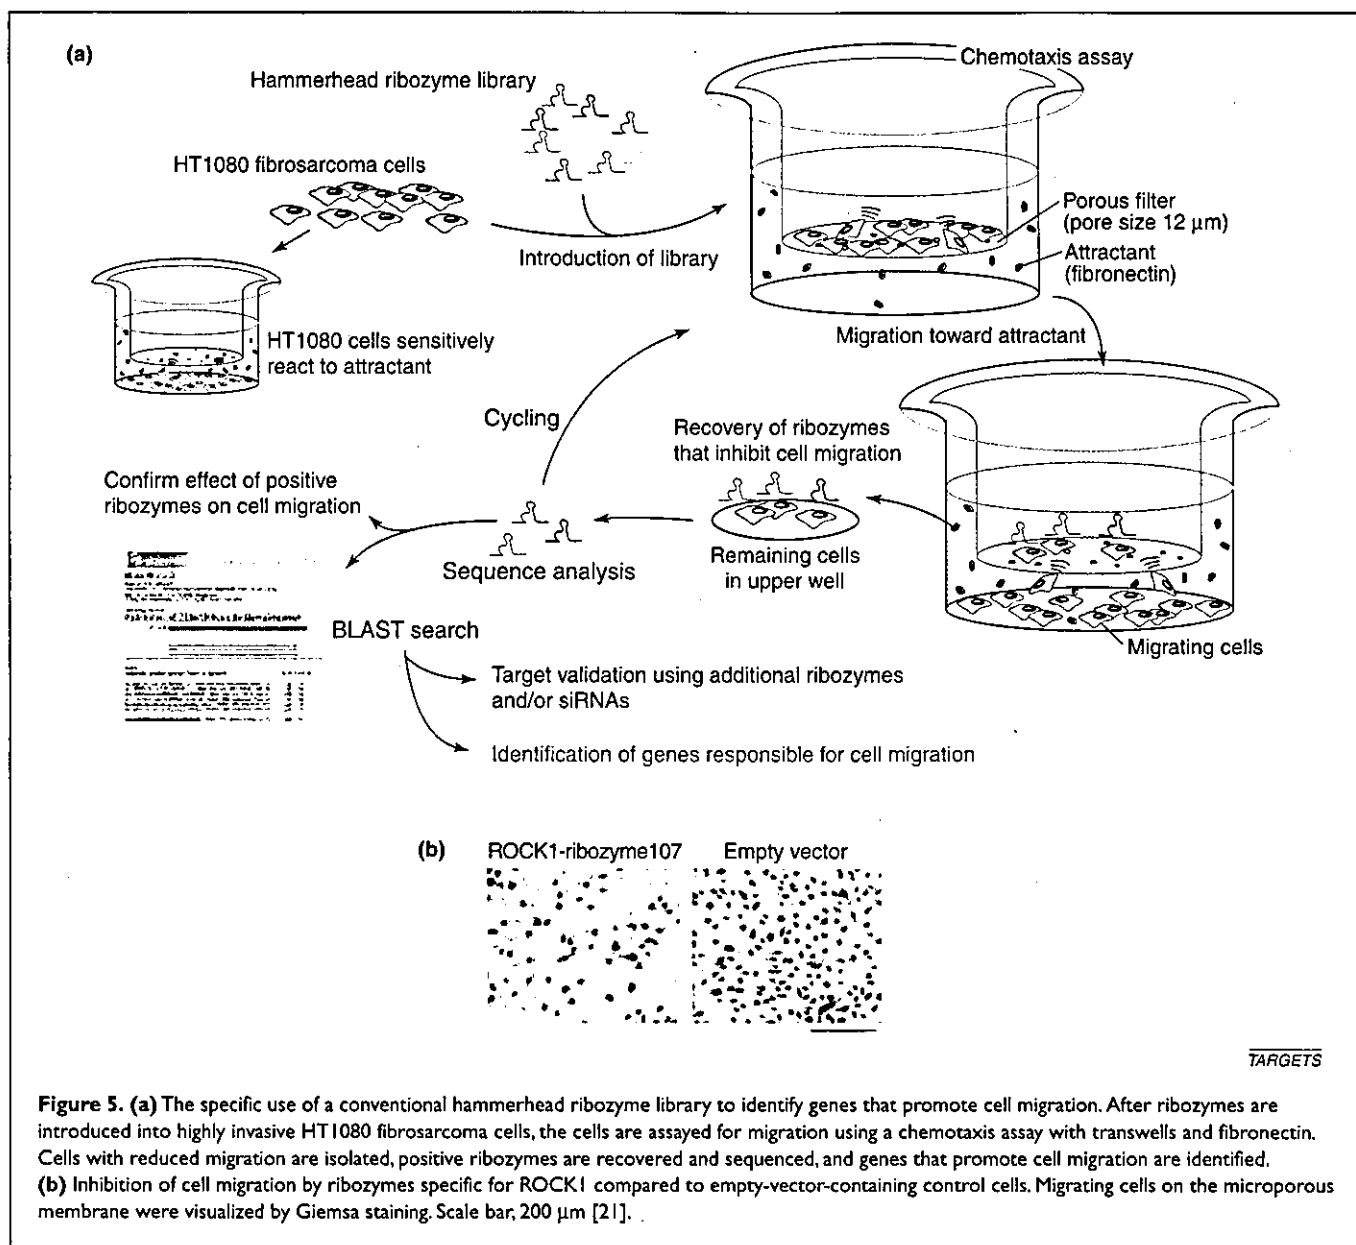 (a)
Hammerhead ribozyme library
Chemotaxis assay
HT1080 fibrosarcoma cells
Porous filter
(pore size 12 µm)
Introduction of library
Attractant
(fibronectin)
HT1080 cells sensitively
react to attractant
Migration toward attractant
Cycling
Recovery of ribozymes
that inhibit cell migration
Confirm effect of positive
ribozymes on cell migration
Sequence analysis
Remaining cells
in upper well
BLAST search
Migrating cells
Target validation using additional ribozymes
and/or siRNAs
Identification of genes responsible for cell migration
(b) ROCK1-ribozyme107 Empty vector
TARGETS
Figure 5. (a) The specific use of a conventional hammerhead ribozyme library to identify genes that promote cell migration. After ribozymes are
introduced into highly invasive HT1080 fibrosarcoma cells, the cells are assayed for migration using a chemotaxis assay with transwells and fibronectin.
Cells with reduced migration are isolated, positive ribozymes are recovered and sequenced, and genes that promote cell migration are identified.
(b) Inhibition of cell migration by ribozymes specific for ROCK1 compared to empty-vector-containing control cells. Migrating cells on the microporous
membrane were visualized by Giemsa staining. Scale bar, 200 µm [21].